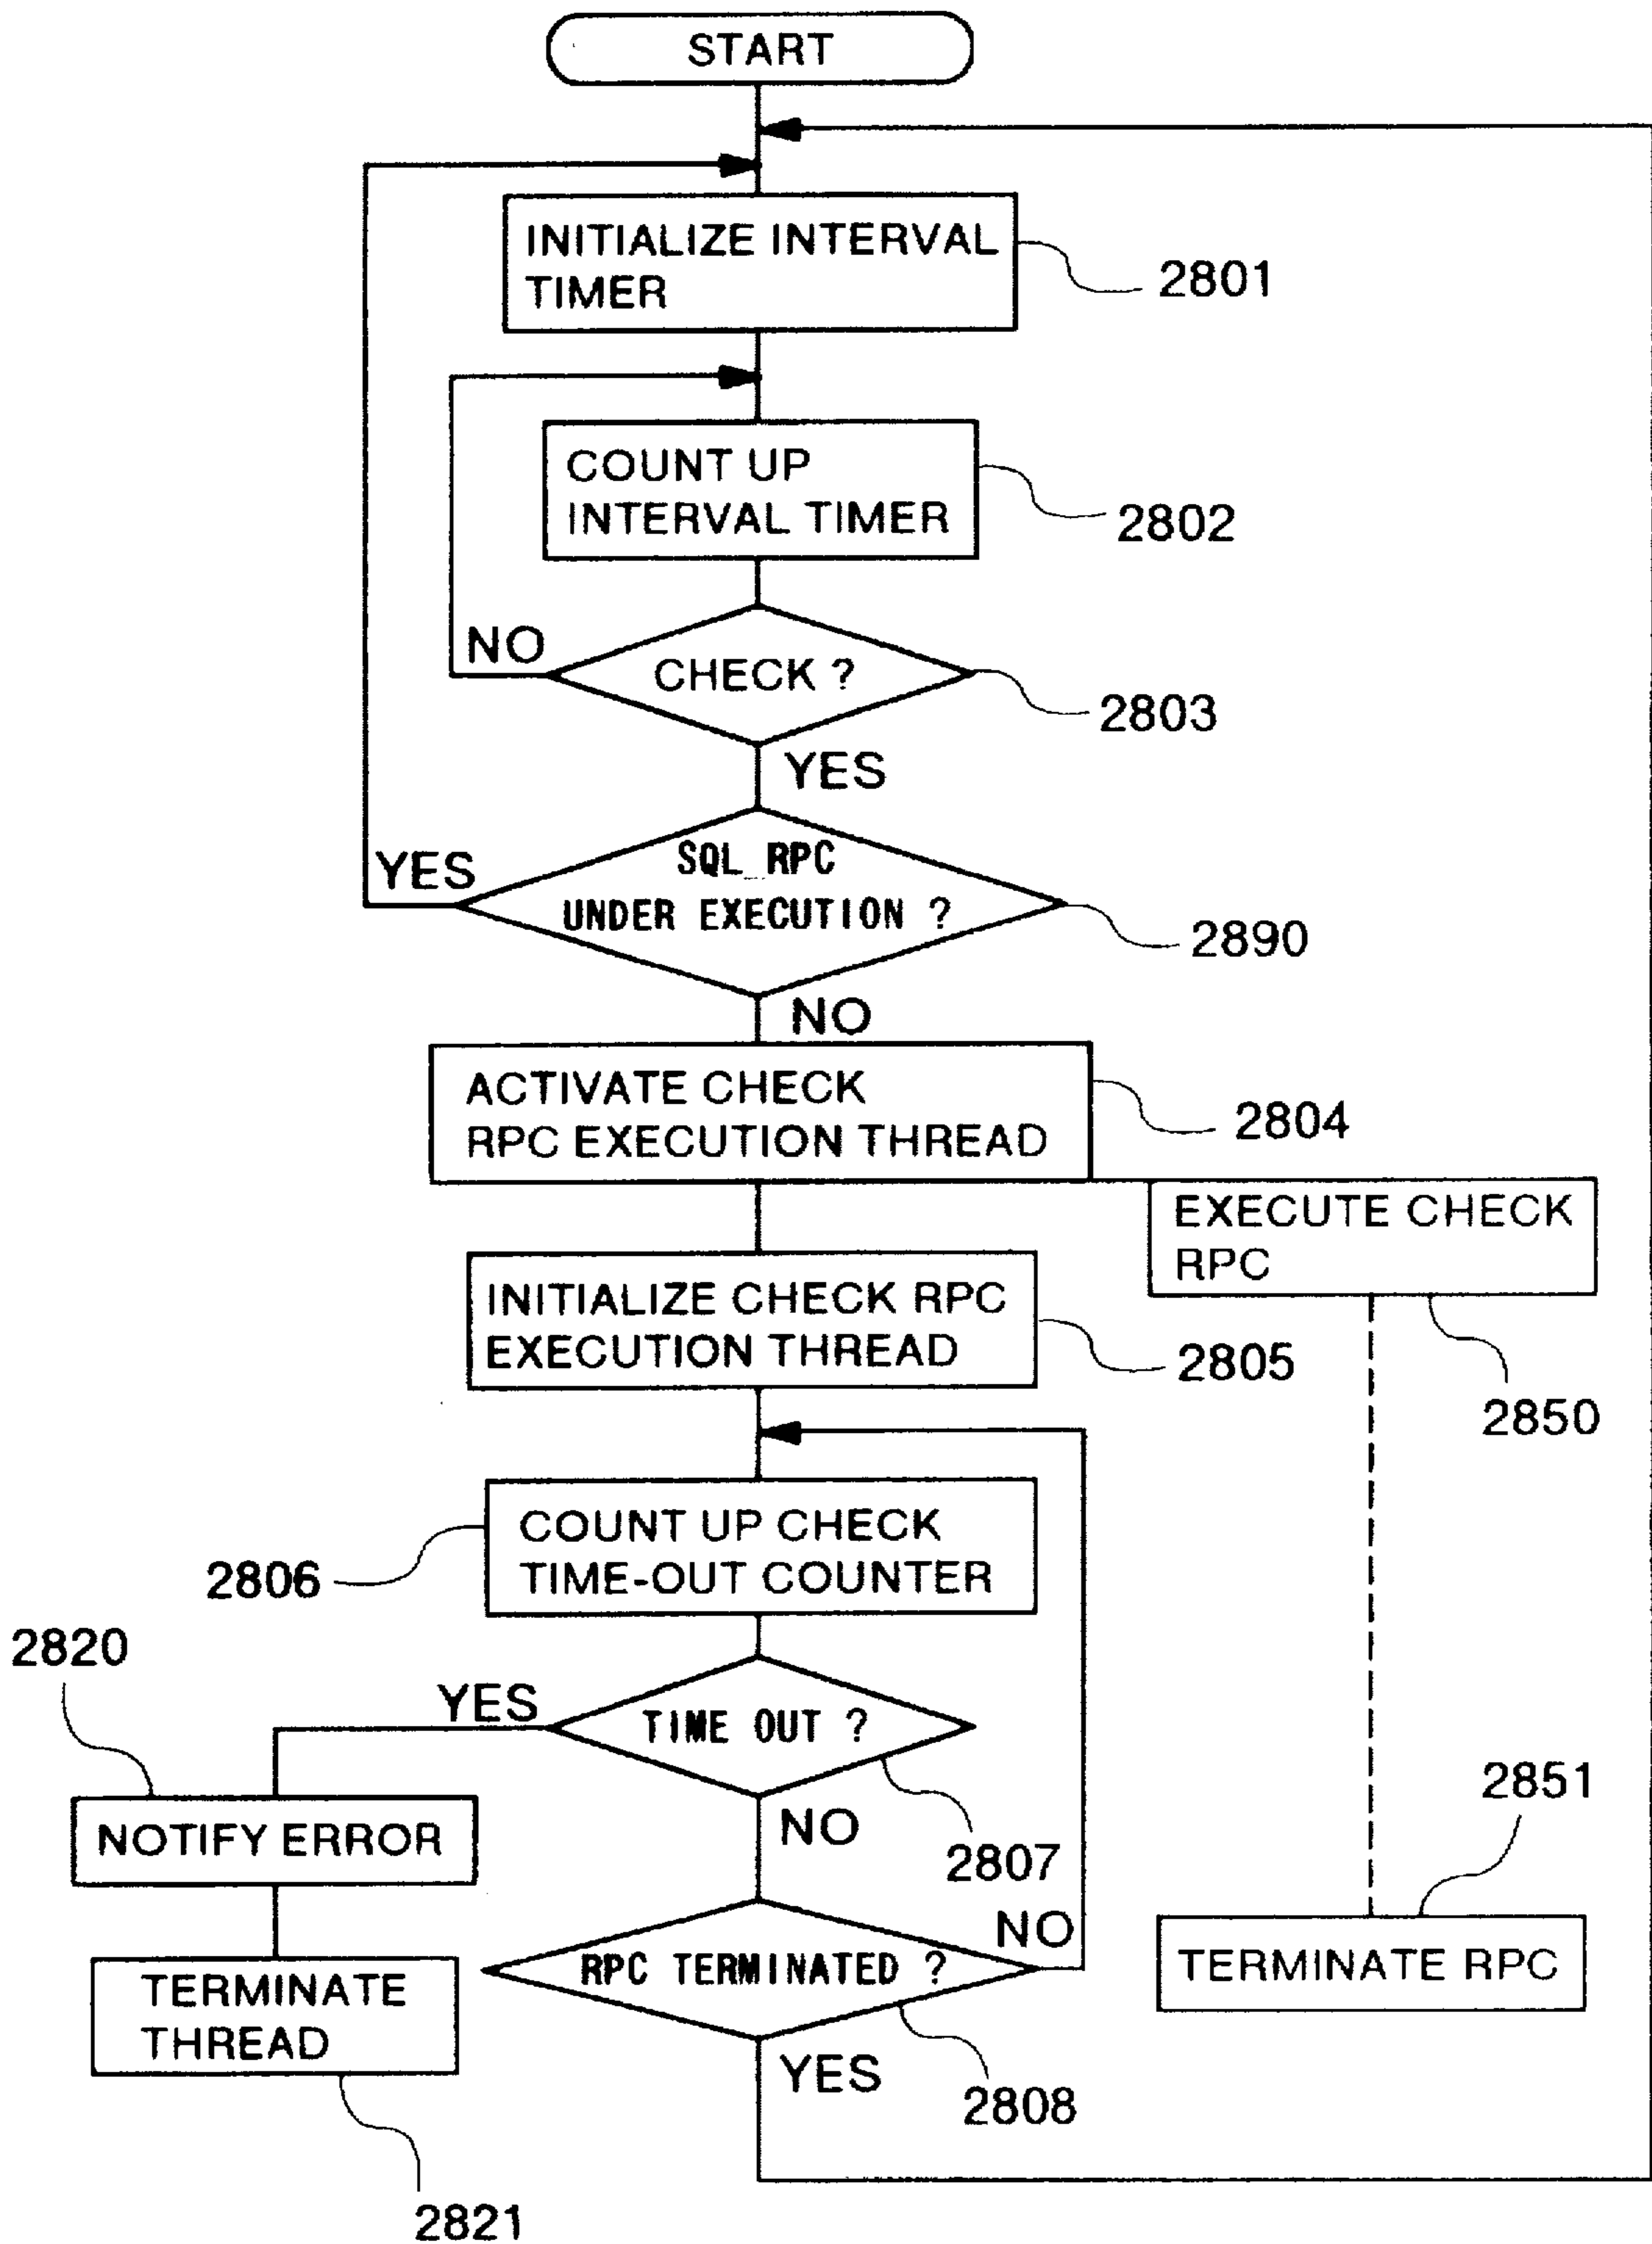 START
INITIALIZE INTERVAL
TIMER
2801
COUNT UP
INTERVAL TIMER
2802
NO
CHECK ?
2803
YES
YES
SQL_RPC
UNDER EXECUTION ?
2890
NO
ACTIVATE CHECK
RPC EXECUTION THREAD
2804
EXECUTE CHECK
RPC
2850
INITIALIZE CHECK RPC
EXECUTION THREAD
2805
COUNT UP CHECK
TIME-OUT COUNTER
2806
2820
YES
TIME OUT ?
2807
NO
NOTIFY ERROR
2851
RPC TERMINATED ?
NO
TERMINATE RPC
TERMINATE
THREAD
YES
2808
2821